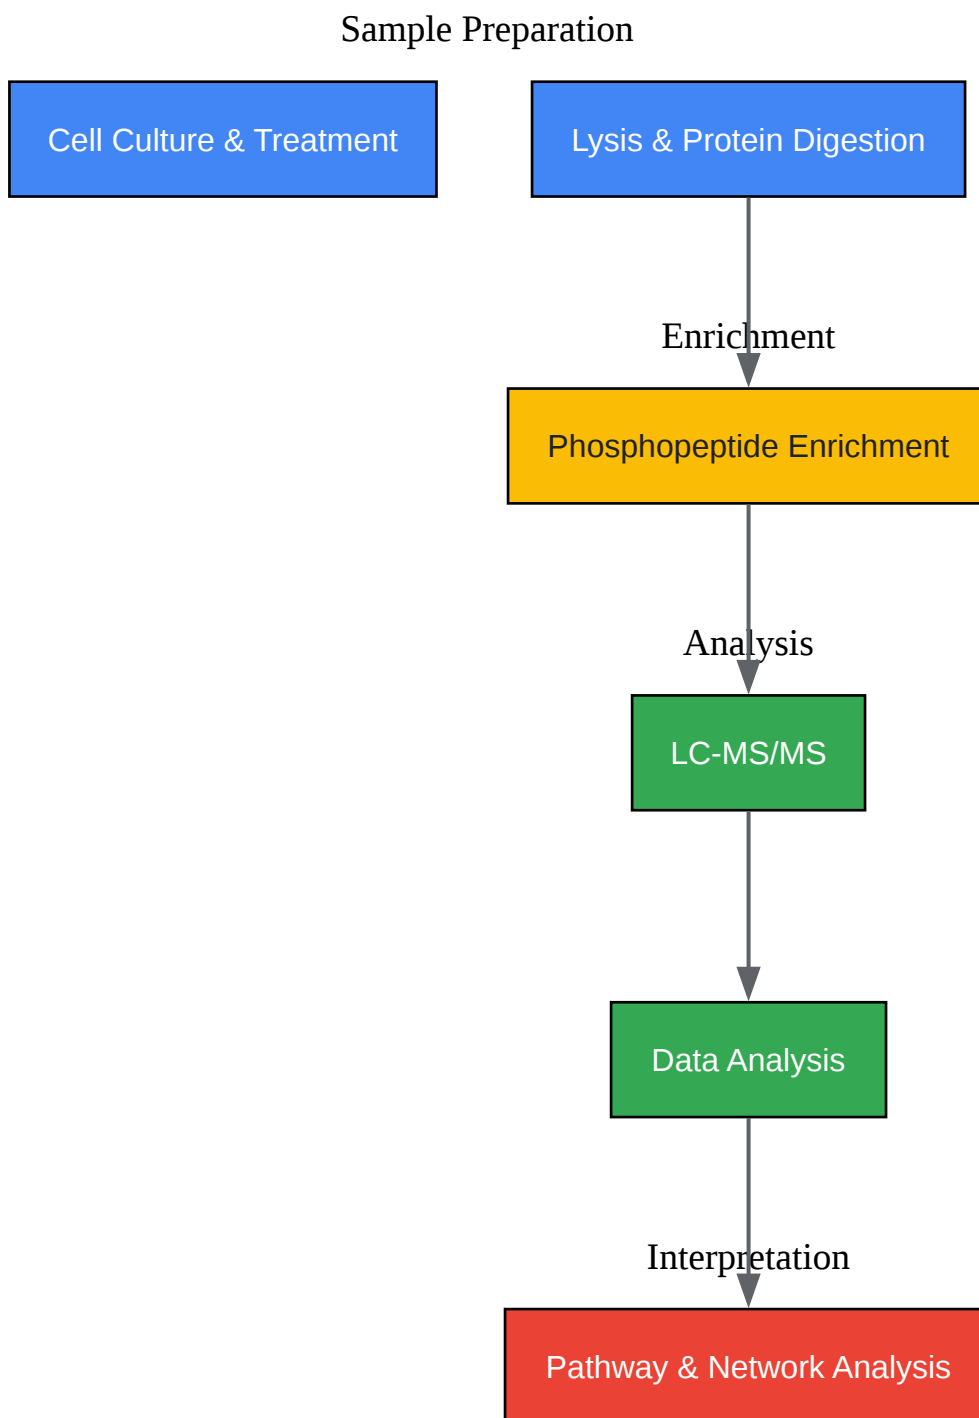 Sample Preparation
Cell Culture & Treatment
Lysis & Protein Digestion
Enrichment
Phosphopeptide Enrichment
Analysis
LC-MS/MS
Data Analysis
Interpretation
Pathway & Network Analysis